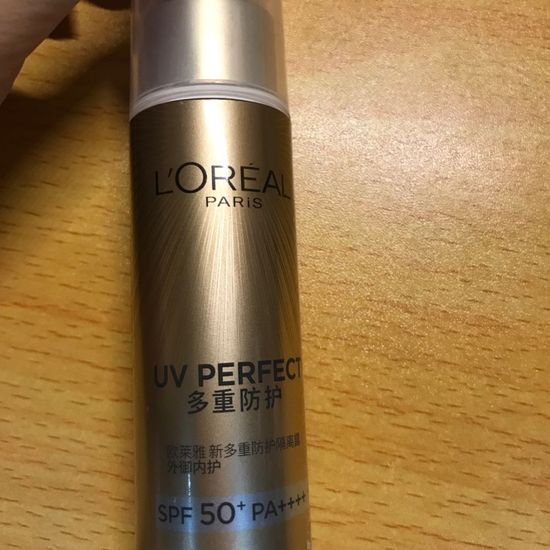 L'ORÉAL
PARiS
UV PERFECT
多重防护
欧莱雅 新多重防护隔离露
外御内护
SPF 50+ PA++++